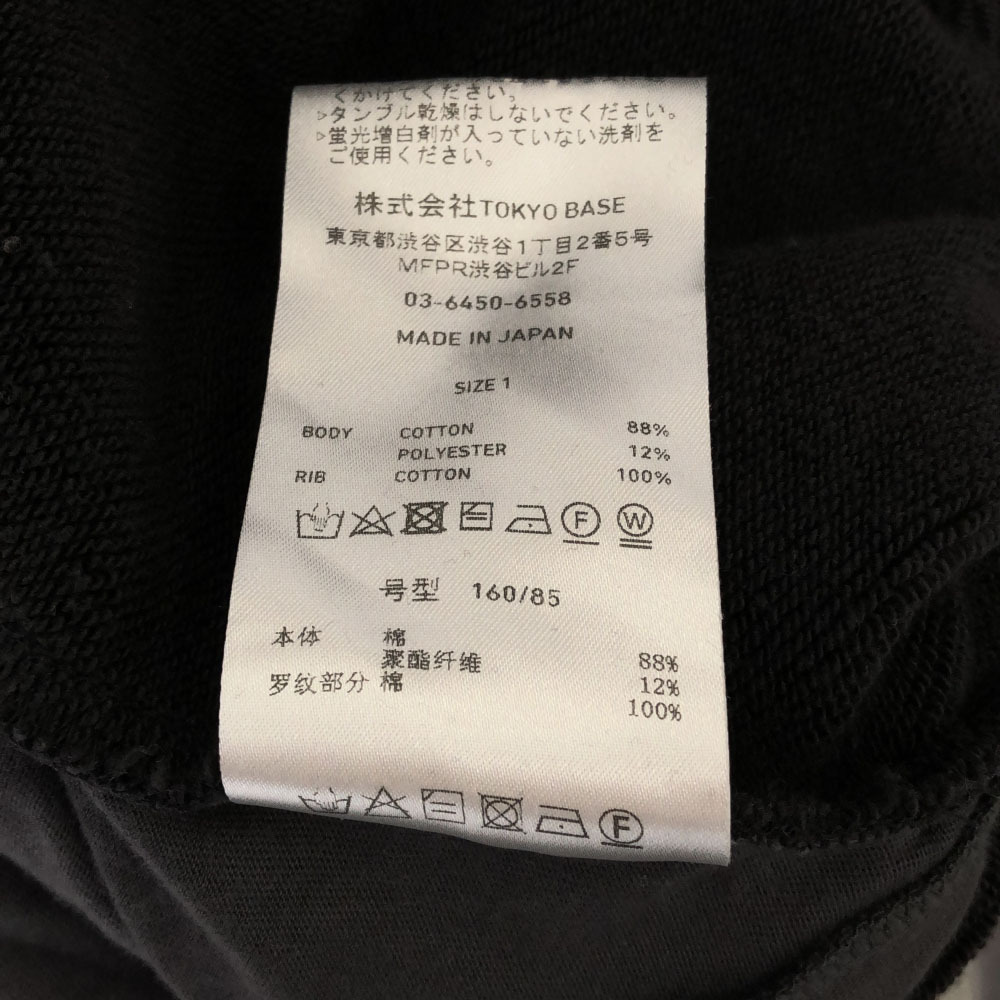 くかけてください。
▷タンブル乾燥はしないでください。
▷蛍光増白剤が入っていない洗剤を
ご使用ください。
株式会社TOKYO BASE
東京都渋谷区渋谷1丁目2番5号
MFPR渋谷ビル2F
03-6450-6558
MADE IN JAPAN
SIZE 1
BODY COTTON 88%
POLYESTER 12%
RIB COTTON 100%
F W
号型 160/85
本体 棉
聚酯纤维 88%
罗纹部分 棉 12%
100%
F